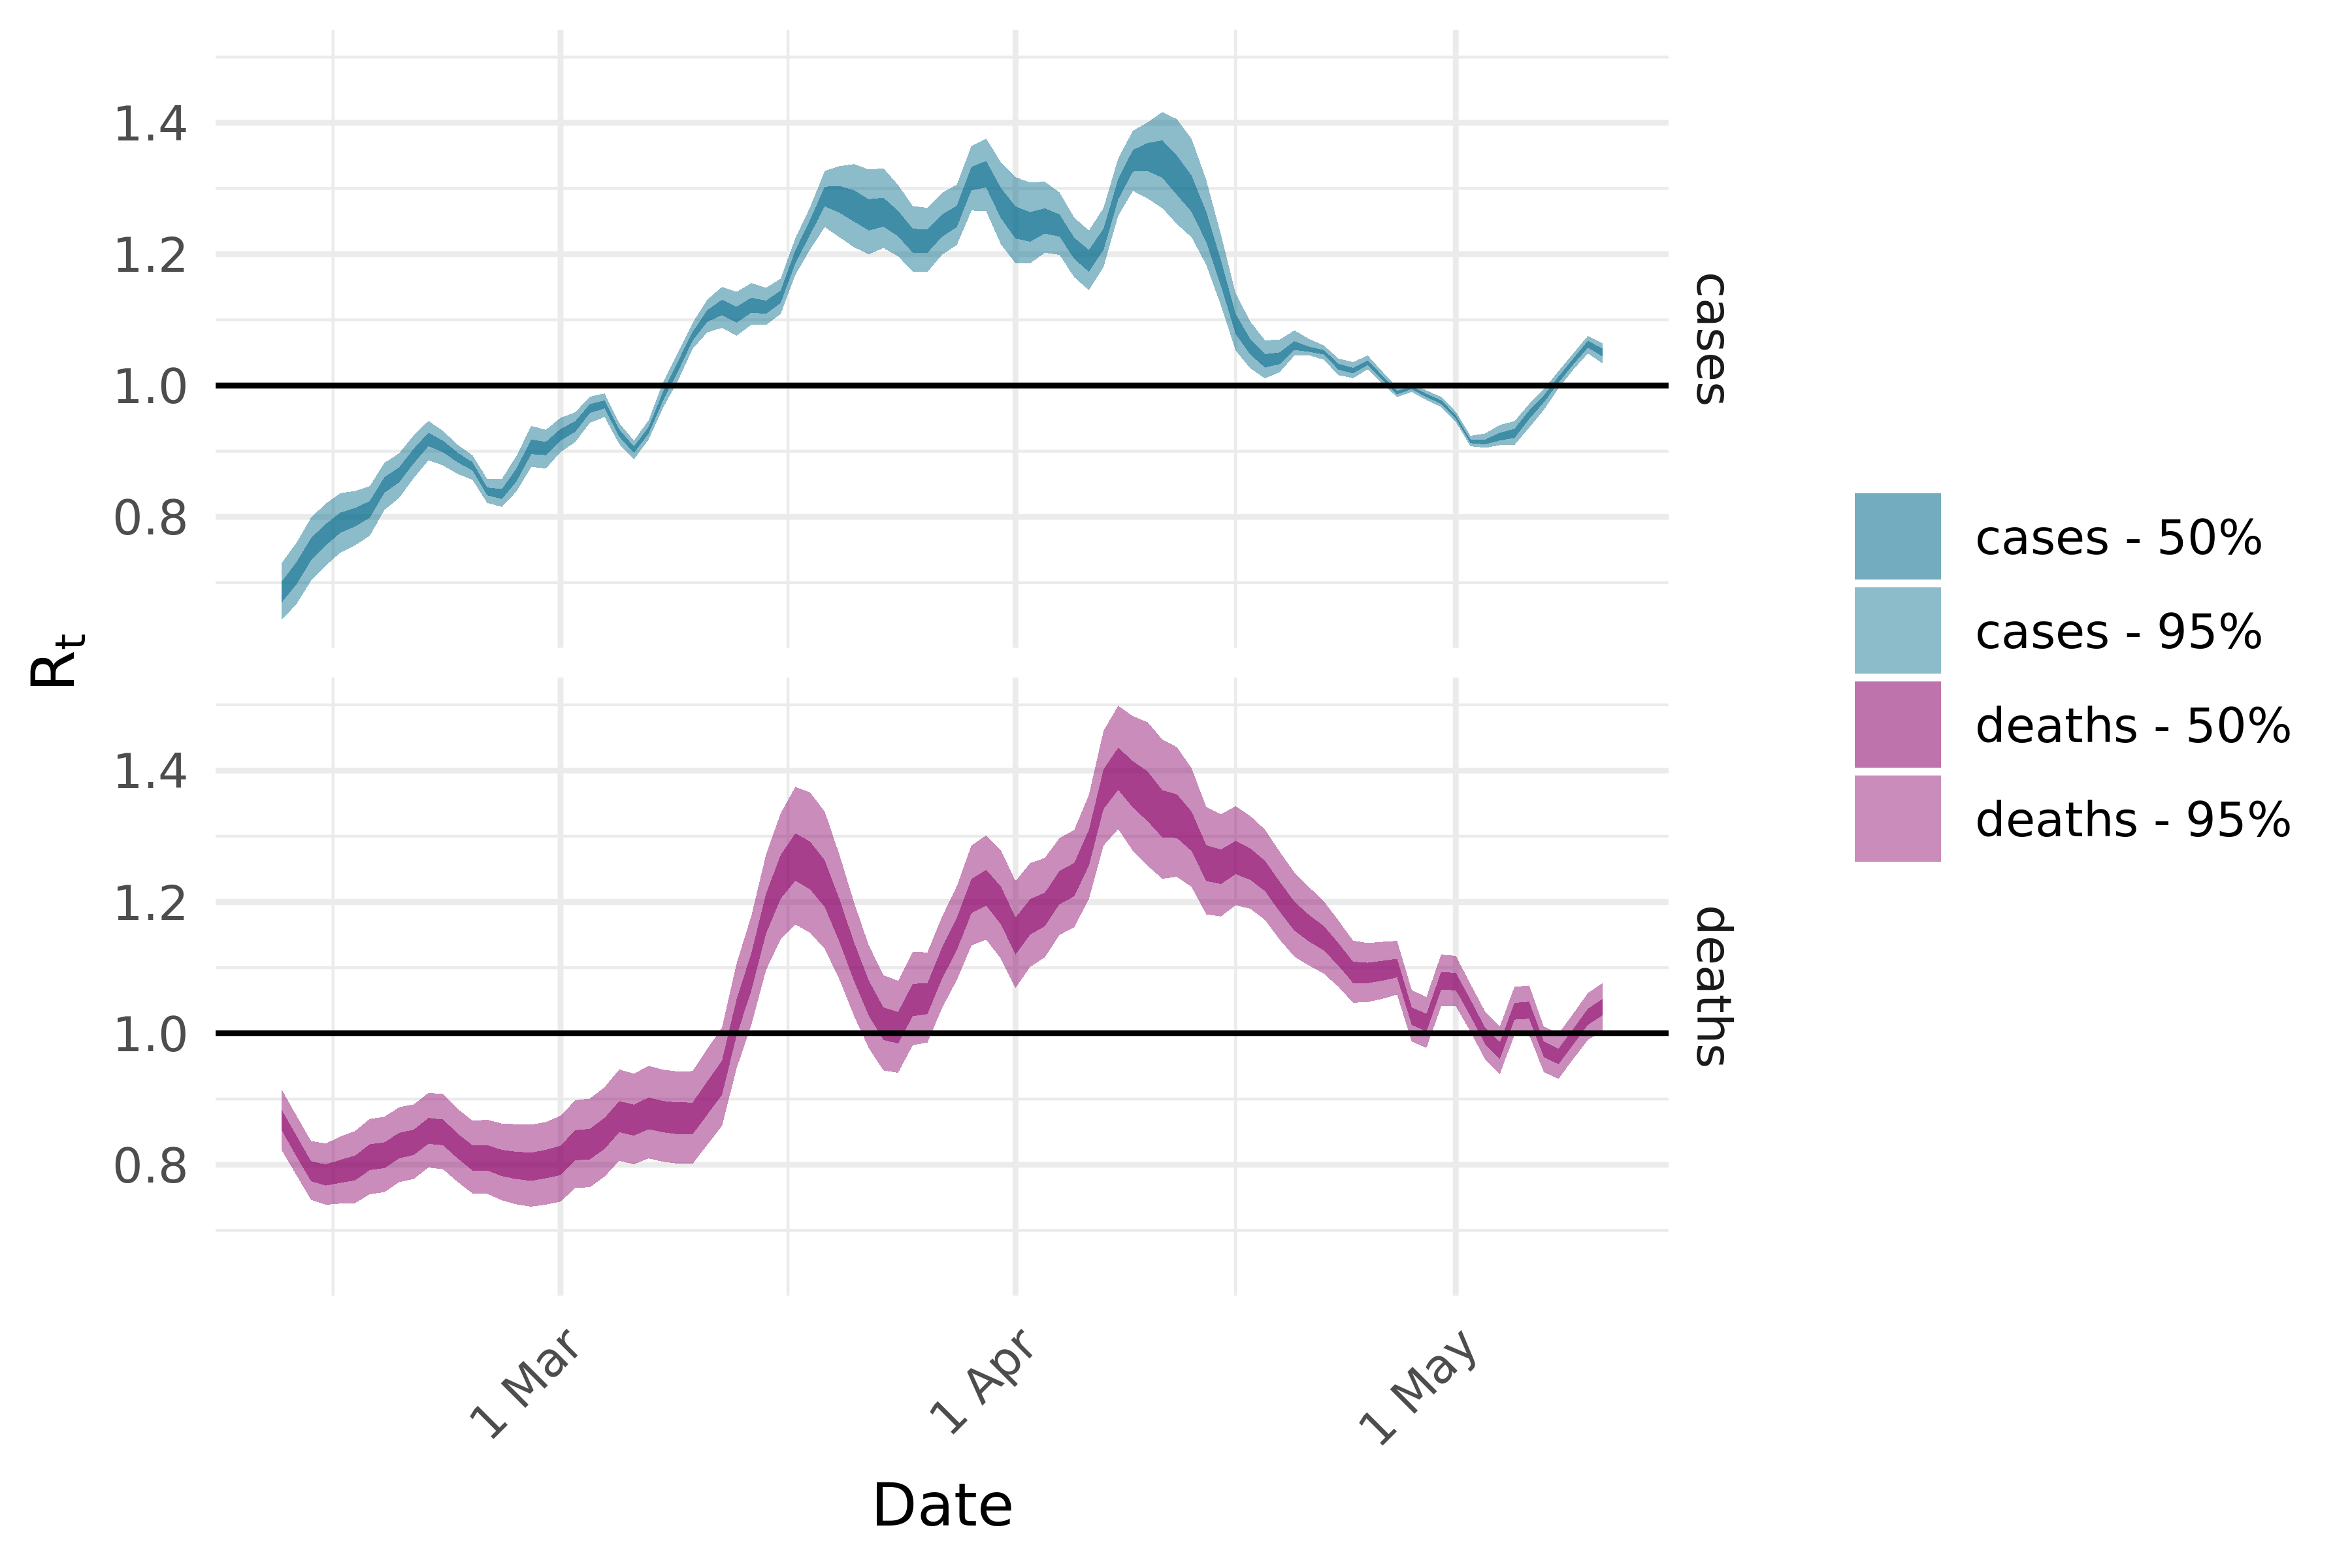 1.4
1.2
1.0
0.8
cases
Rt
1.4
1.2
1.0
0.8
deaths
1 Mar
1 Apr
1 May
Date
cases - 50%
cases - 95%
deaths - 50%
deaths - 95%